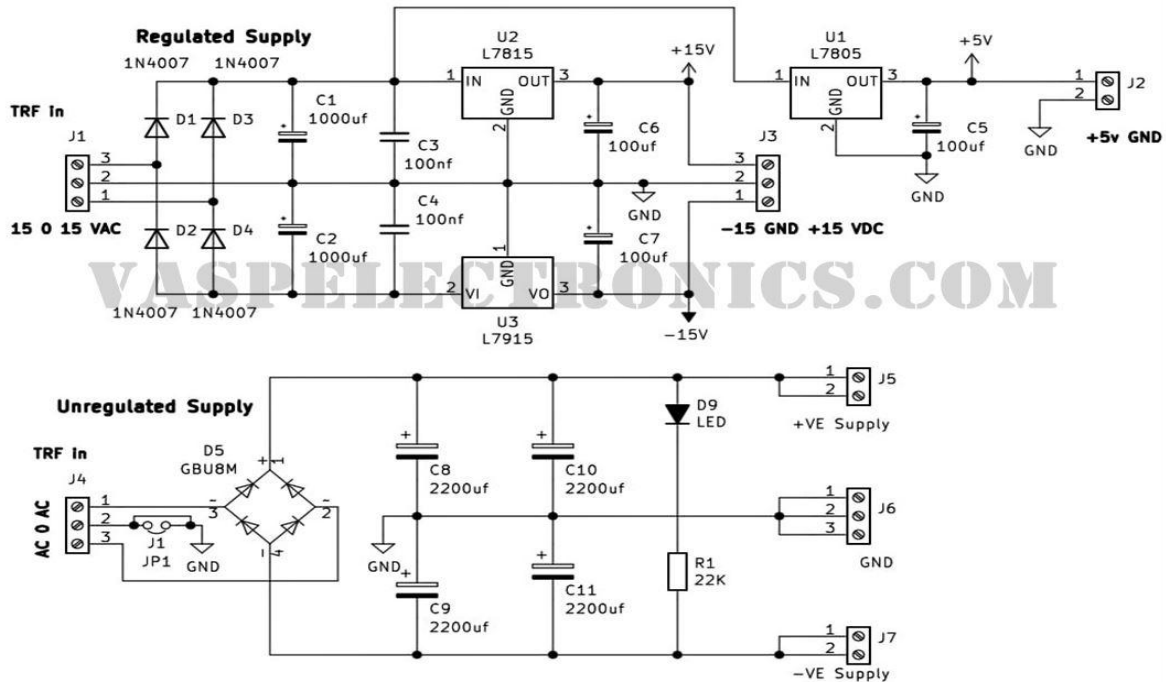 Regulated Supply
1N4007 1N4007
TRF in
J1
3
2
1
15 0 15 VAC
D1
D3
D2
D4
1N4007 1N4007
C1
1000uf
C2
1000uf
C3
100nf
C4
100nf
U2
L7815
1 IN OUT 3
GND
2
1
GND
2 VI VO 3
U3
L7915
C6
100uf
C7
100uf
+15V
GND
-15V
J3
3
2
1
-15 GND +15 VDC
U1
L7805
1 IN OUT 3
GND
2
C5
100uf
GND
+5V
1
2
J2
GND
+5v GND
VASPELECTRONICS.COM
Unregulated Supply
TRF in
J4
1
2
3
AC 0 AC
J1
JP1
GND
D5
GBU8M
+ 1
~ 3
~ 2
- 4
GND
+
C8
2200uf
+
C10
2200uf
+
C9
2200uf
+
C11
2200uf
D9
LED
R1
22K
1
2
J5
+VE Supply
1
2
3
J6
GND
1
2
J7
-VE Supply